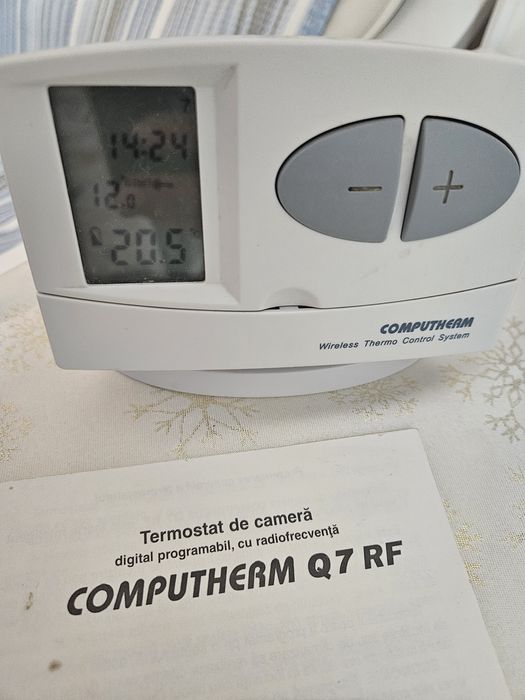 7
14:24
12.0
20.5
COMPUTHERM
Wireless Thermo Control System
Termostat de cameră
digital programabil, cu radiofrecvenţă
COMPUTHERM Q7 RF